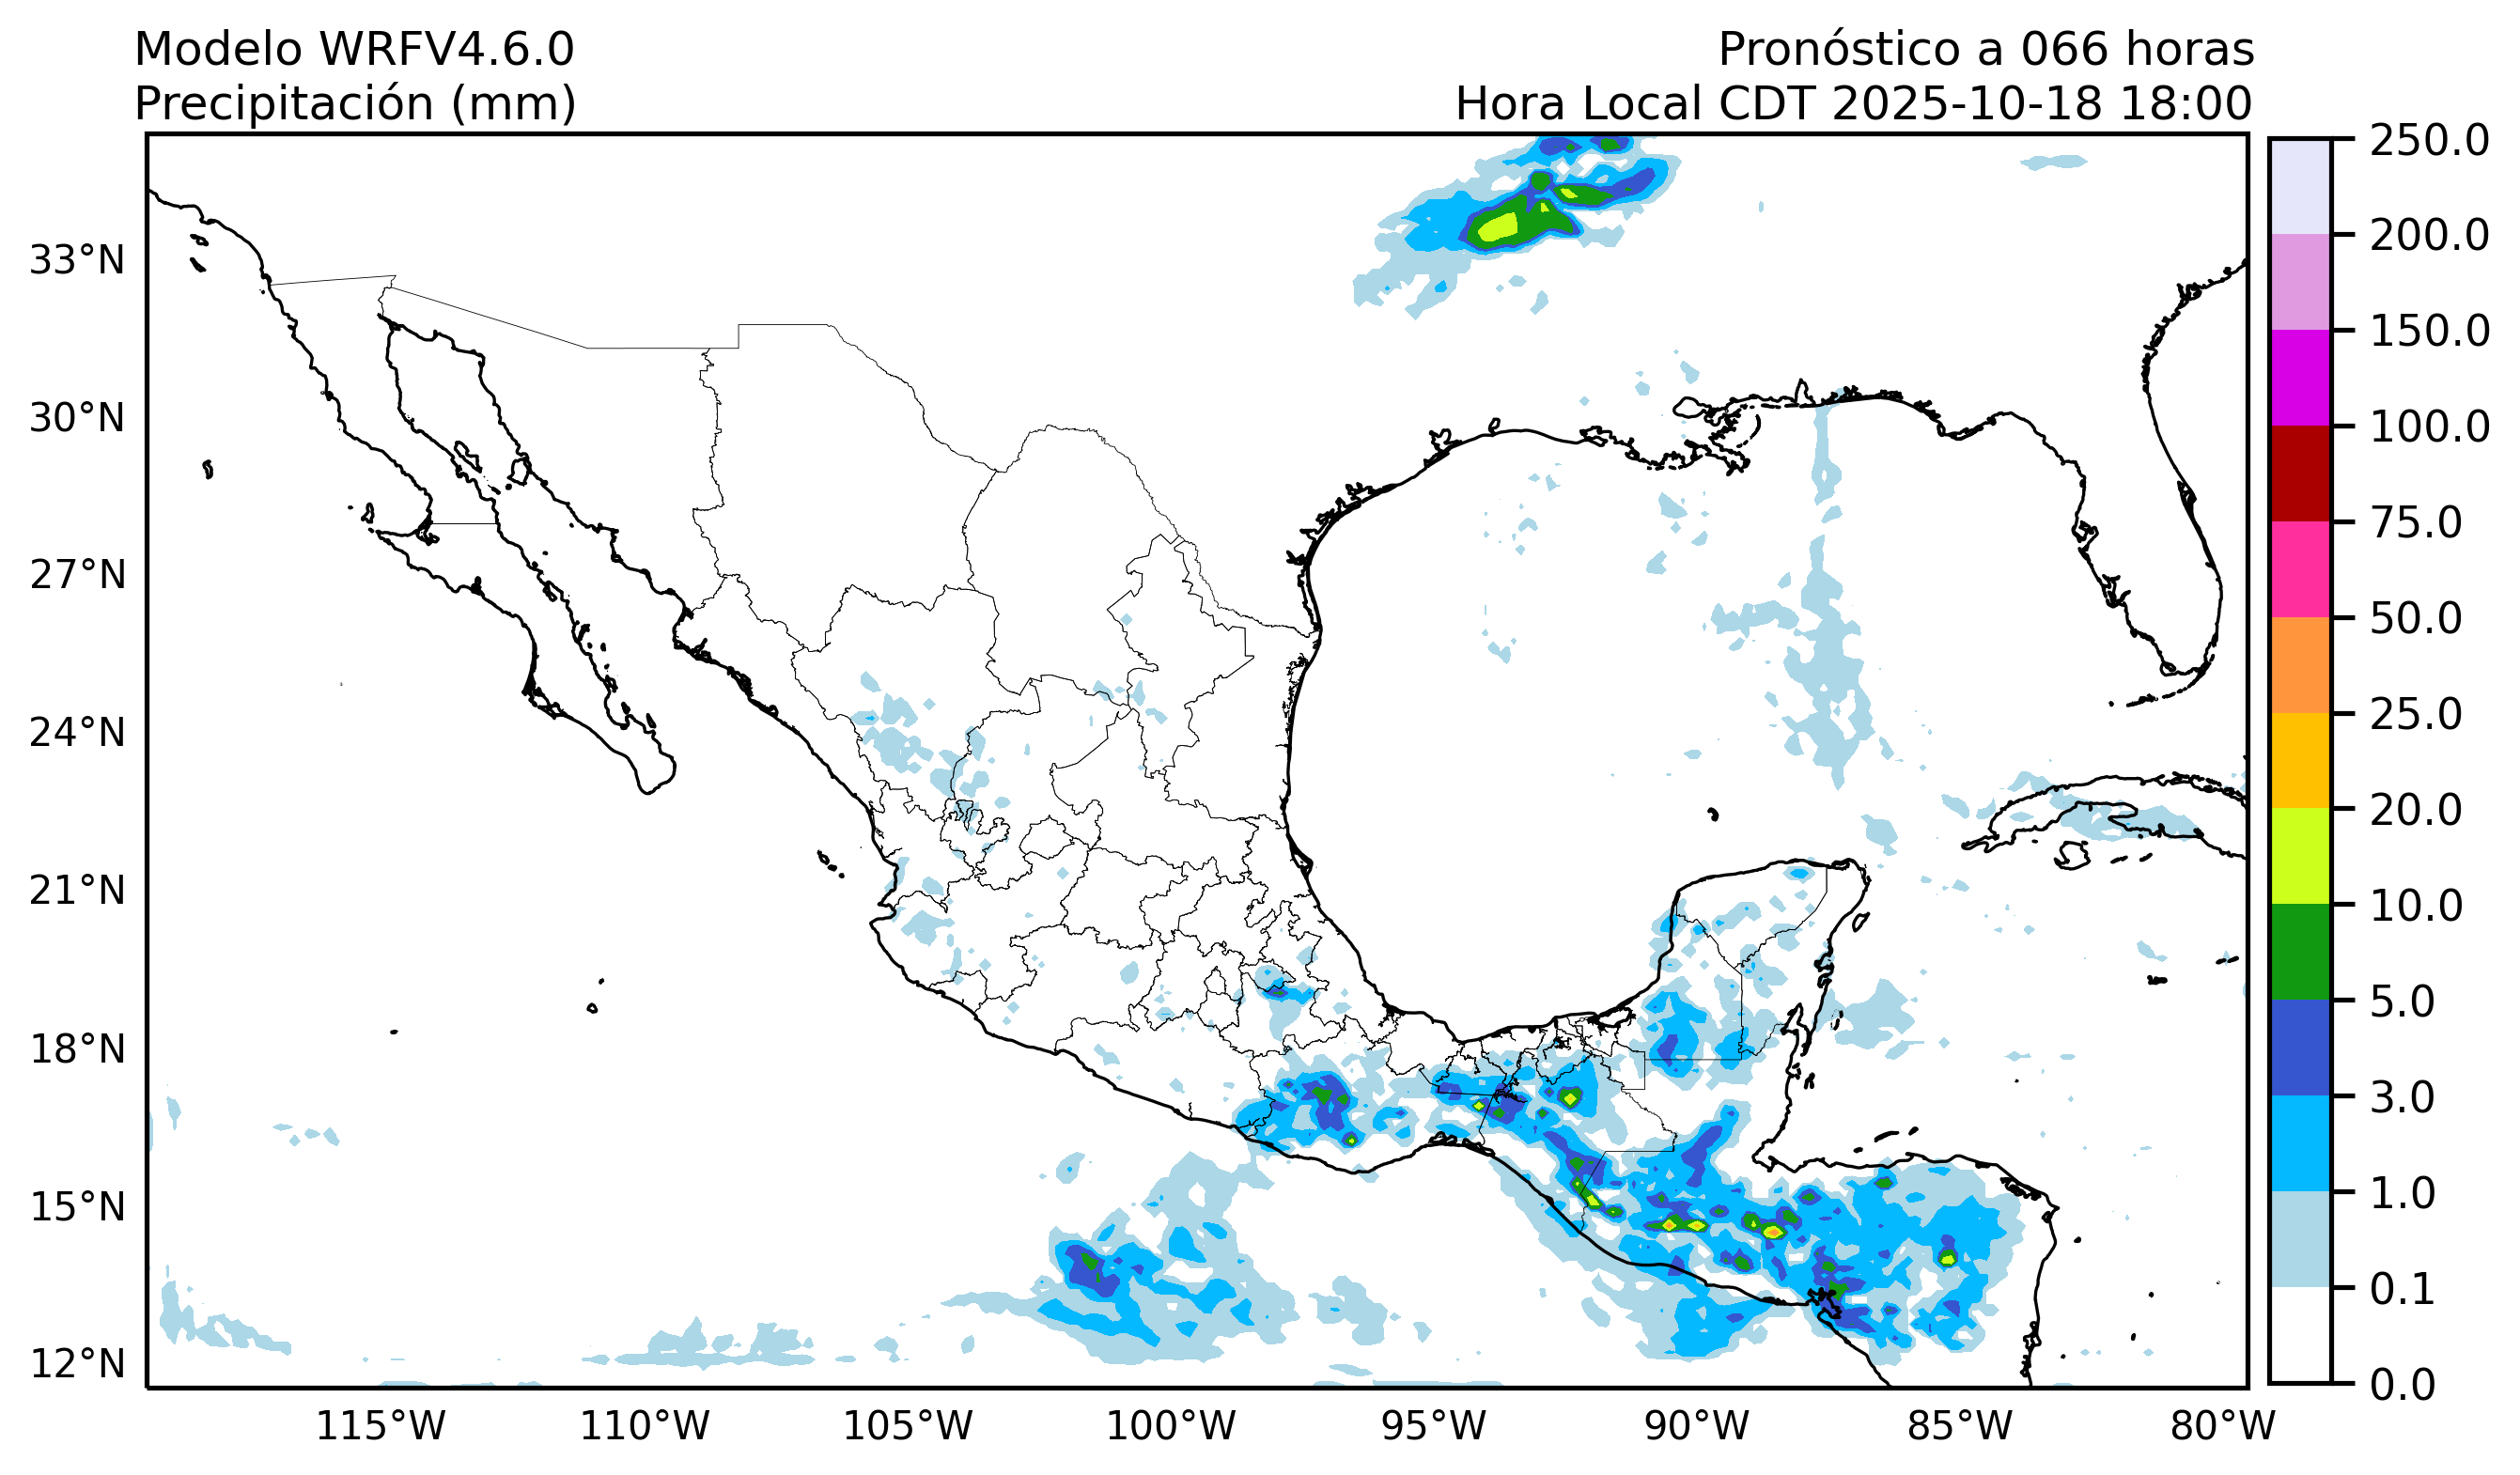 Modelo WRFV4.6.0
Precipitación (mm)
Pronóstico a 066 horas
Hora Local CDT 2025-10-18 18:00
33°N
30°N
27°N
24°N
21°N
18°N
15°N
12°N
115°W
110°W
105°W
100°W
95°W
90°W
85°W
80°W
250.0
200.0
150.0
100.0
75.0
50.0
25.0
20.0
10.0
5.0
3.0
1.0
0.1
0.0